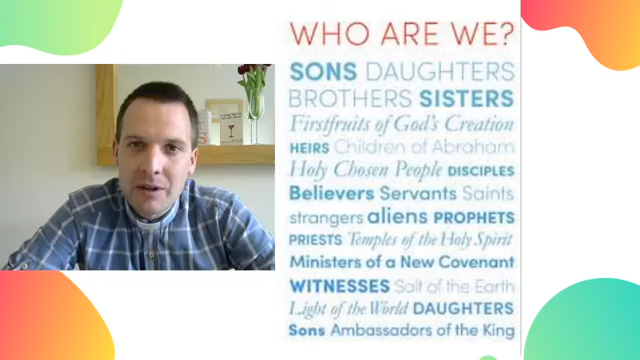 WHO ARE WE?
SONS DAUGHTERS
BROTHERS SISTERS
Firstfruits of God's Creation
HEIRS Children of Abraham
Holy Chosen People DISCIPLES
Believers Servants Saints
strangers aliens PROPHETS
PRIESTS Temples of the Holy Spirit
Ministers of a New Covenant
WITNESSES Salt of the Earth
Light of the World DAUGHTERS
Sons Ambassadors of the King